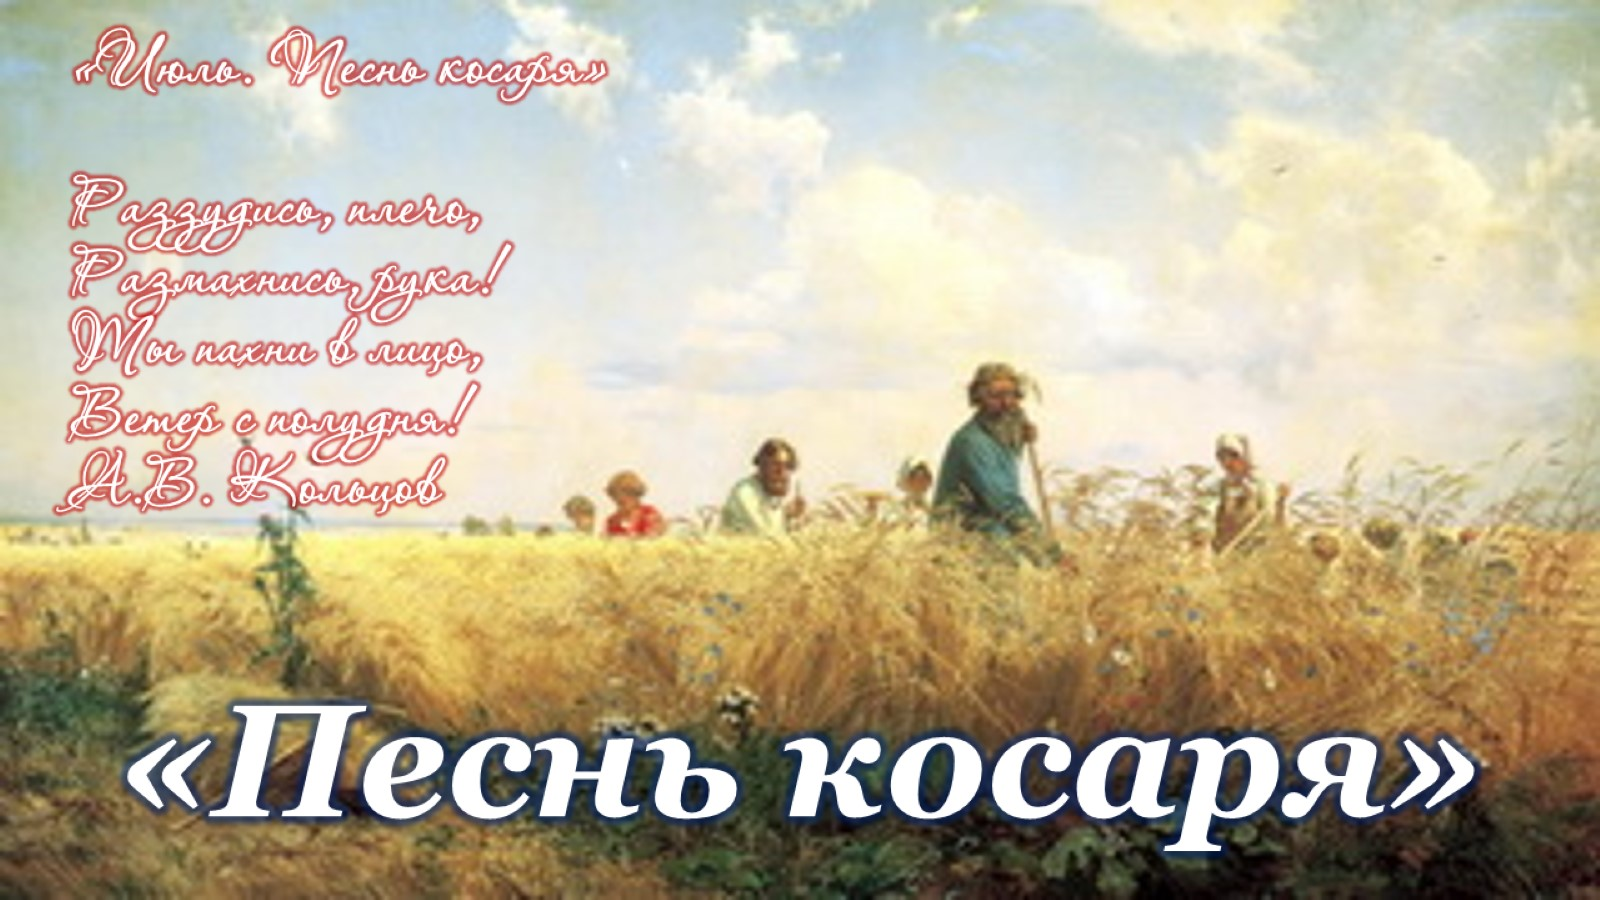 «Июль. Песнь косаря»
Раззудись, плечо,
Размахнись, рука!
Ты пахни в лицо,
Ветер с полудня!
А.В. Кольцов
«Песнь косаря»